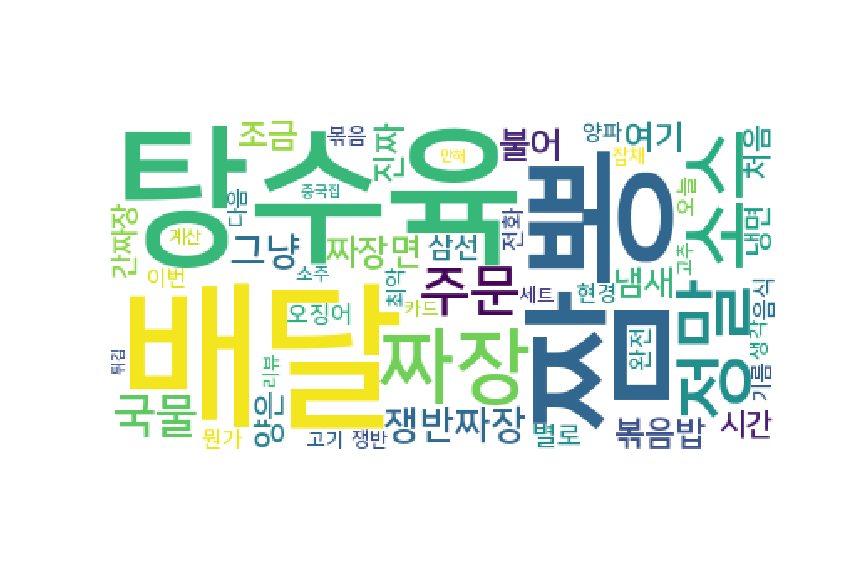 탕수육
배달
짬뽕
짜장
소스
정말
주문
국물
쟁반짜장
볶음밥
짜장면
그냥
조금
볶음
진짜
만해
불어
양파
여기
잡채
처음
간짜장
다음
중국집
계산
이번
삼선
전화
오늘
냉면
고추
냄새
소주
최악
세트
현경
카드
오징어
튀김
리뷰
양은
완전
생각
음식
기름
뭔가
고기
쟁반
별로
시간